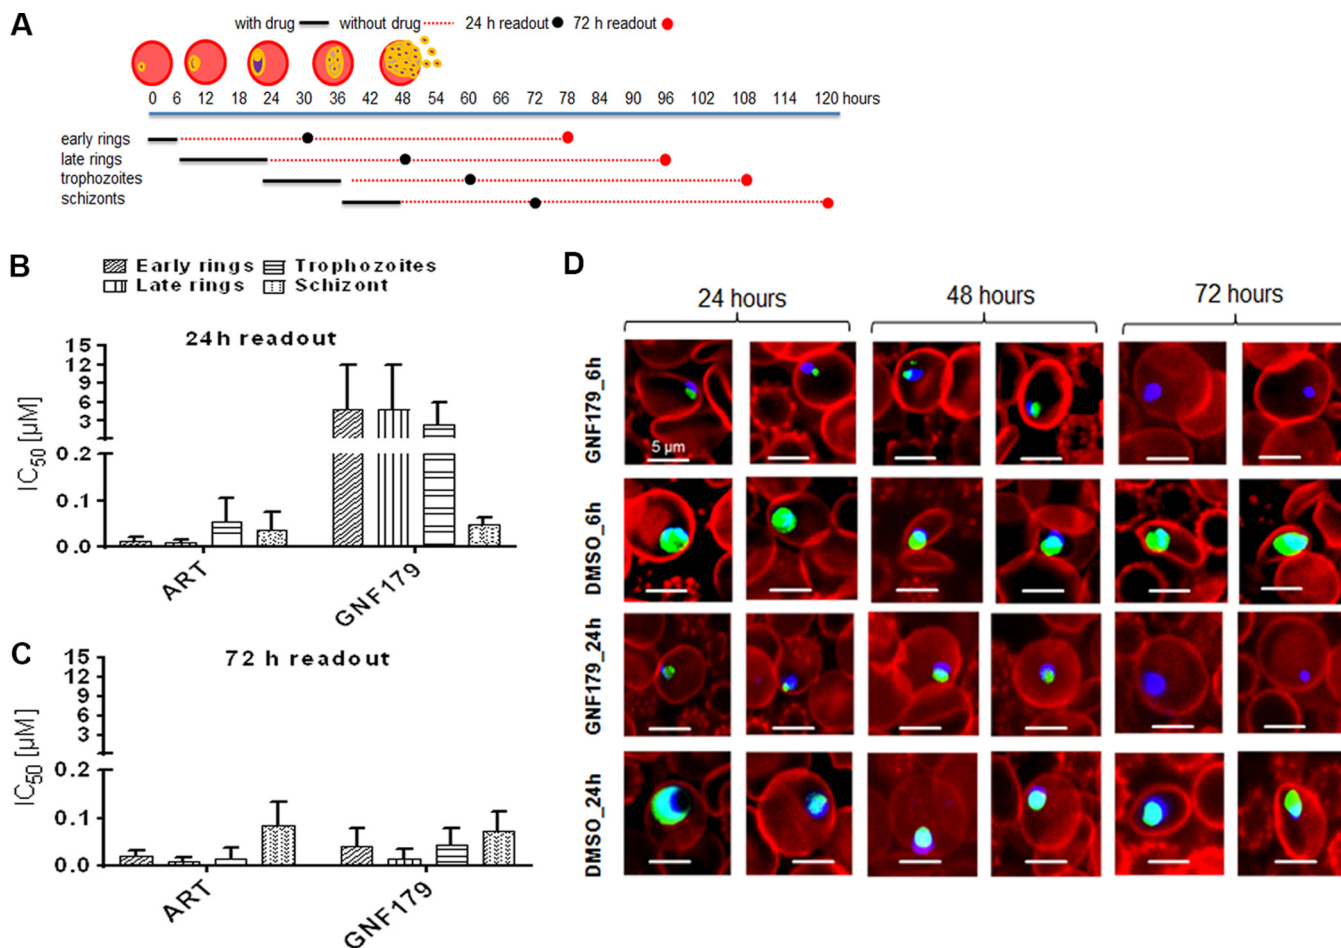 A
with drug without drug 24 h readout 72 h readout
0 6 12 18 24 30 36 42 48 54 60 66 72 78 84 90 96 102 108 114 120 hours
early rings
late rings
trophozoites
schizonts
B
Early rings Trophozoites
Late rings Schizont
24h readout
15
12
9
6
3
0.2
0.1
0.0
IC50 [µM]
ART
GNF179
C
72 h readout
15
12
9
6
3
0.2
0.1
0.0
IC50 [µM]
ART
GNF179
D
24 hours 48 hours 72 hours
GNF179_6h
5 µm
DMSO_6h
GNF179_24h
DMSO_24h